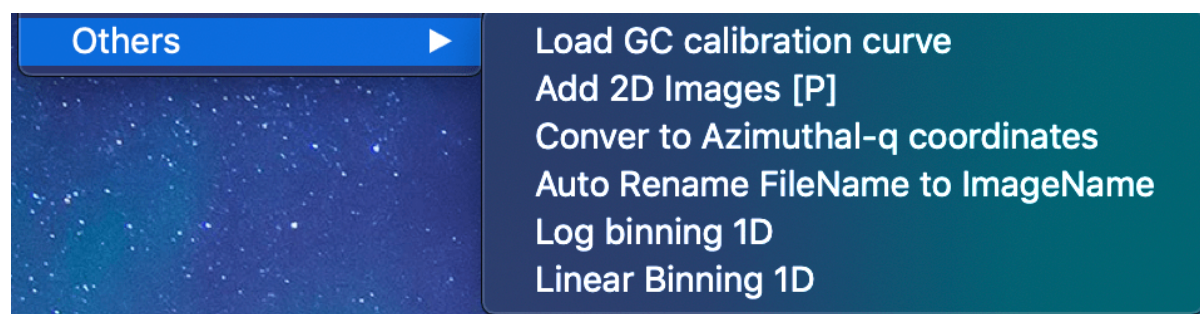 Others
Load GC calibration curve
Add 2D Images [P]
Conver to Azimuthal-q coordinates
Auto Rename FileName to ImageName
Log binning 1D
Linear Binning 1D